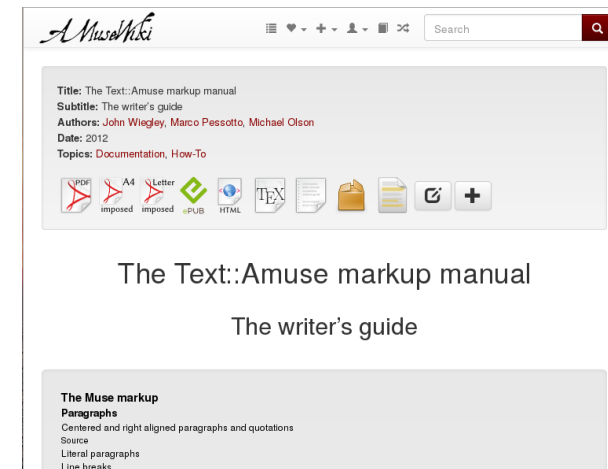 A MuseWiki
Search
Title: The Text::Amuse markup manual
Subtitle: The writer's guide
Authors: John Wiegley, Marco Pessotto, Michael Olson
Date: 2012
Topics: Documentation, How-To
PDF A4 Letter TEX
imposed imposed ePUB HTML
The Text::Amuse markup manual
The writer's guide
The Muse markup
Paragraphs
Centered and right aligned paragraphs and quotations
Source
Literal paragraphs
Line breaks